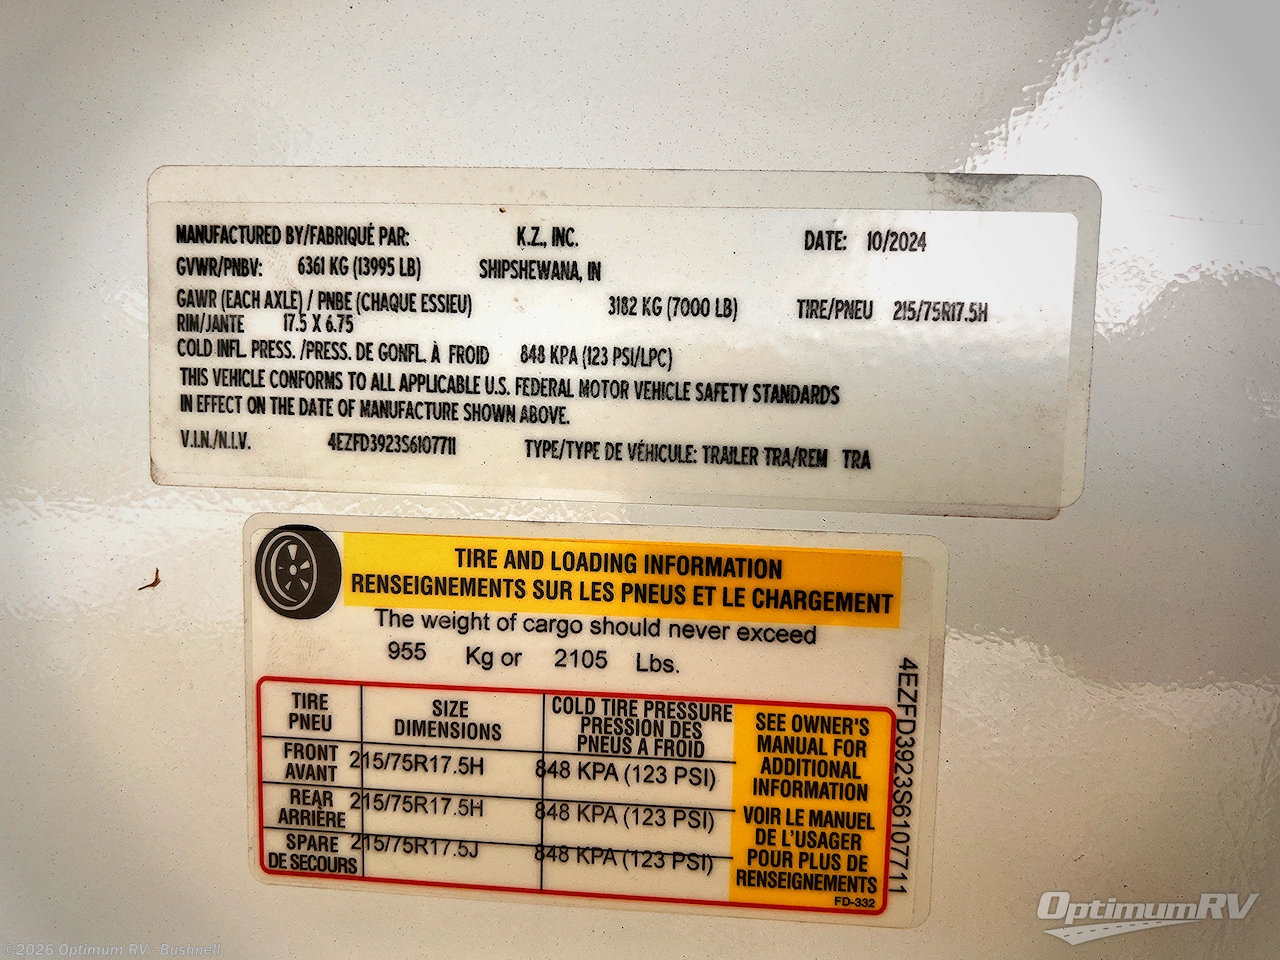 MANUFACTURED BY/FABRIQUÉ PAR: K.Z., INC. DATE: 10/2024
GVWR/PNBV: 6361 KG (13995 LB) SHIPSHEWANA, IN
GAWR (EACH AXLE) / PNBE (CHAQUE ESSIEU) 3182 KG (7000 LB) TIRE/PNEU 215/75R17.5H
RIM/JANTE 17.5 X 6.75
COLD INFL. PRESS. /PRESS. DE GONFL. À FROID 848 KPA (123 PSI/LPC)
THIS VEHICLE CONFORMS TO ALL APPLICABLE U.S. FEDERAL MOTOR VEHICLE SAFETY STANDARDS
IN EFFECT ON THE DATE OF MANUFACTURE SHOWN ABOVE.
V.I.N./N.I.V. 4EZFD3923S6107711 TYPE/TYPE DE VÉHICULE: TRAILER TRA/REM TRA
TIRE AND LOADING INFORMATION
RENSEIGNEMENTS SUR LES PNEUS ET LE CHARGEMENT
The weight of cargo should never exceed
955 Kg or 2105 Lbs.
TIRE
PNEU
SIZE
DIMENSIONS
COLD TIRE PRESSURE
PRESSION DES
PNEUS A FROID
FRONT
AVANT
215/75R17.5H
848 KPA (123 PSI)
REAR
ARRIÈRE
215/75R17.5H
848 KPA (123 PSI)
SPARE
DE SECOURS
215/75R17.5J
848 KPA (123 PSI)
SEE OWNER'S
MANUAL FOR
ADDITIONAL
INFORMATION
VOIR LE MANUEL
DE L'USAGER
POUR PLUS DE
RENSEIGNEMENTS
FD-332
4EZFD3923S6107711
OptimumRV
©2026 Optimum RV - Bushnell